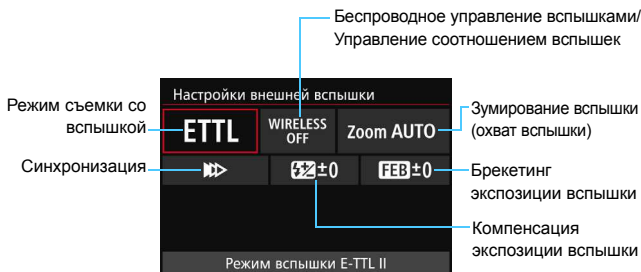 Беспроводное управление вспышками/
Управление соотношением вспышек
Режим съемки со
вспышкой
Синхронизация
Настройки внешней вспышки
ETTL
WIRELESS
OFF
Zoom AUTO
±0
FEB±0
Режим вспышки E-TTL II
Зумирование вспышки
(охват вспышки)
Брекетинг
экспозиции вспышки
Компенсация
экспозиции вспышки